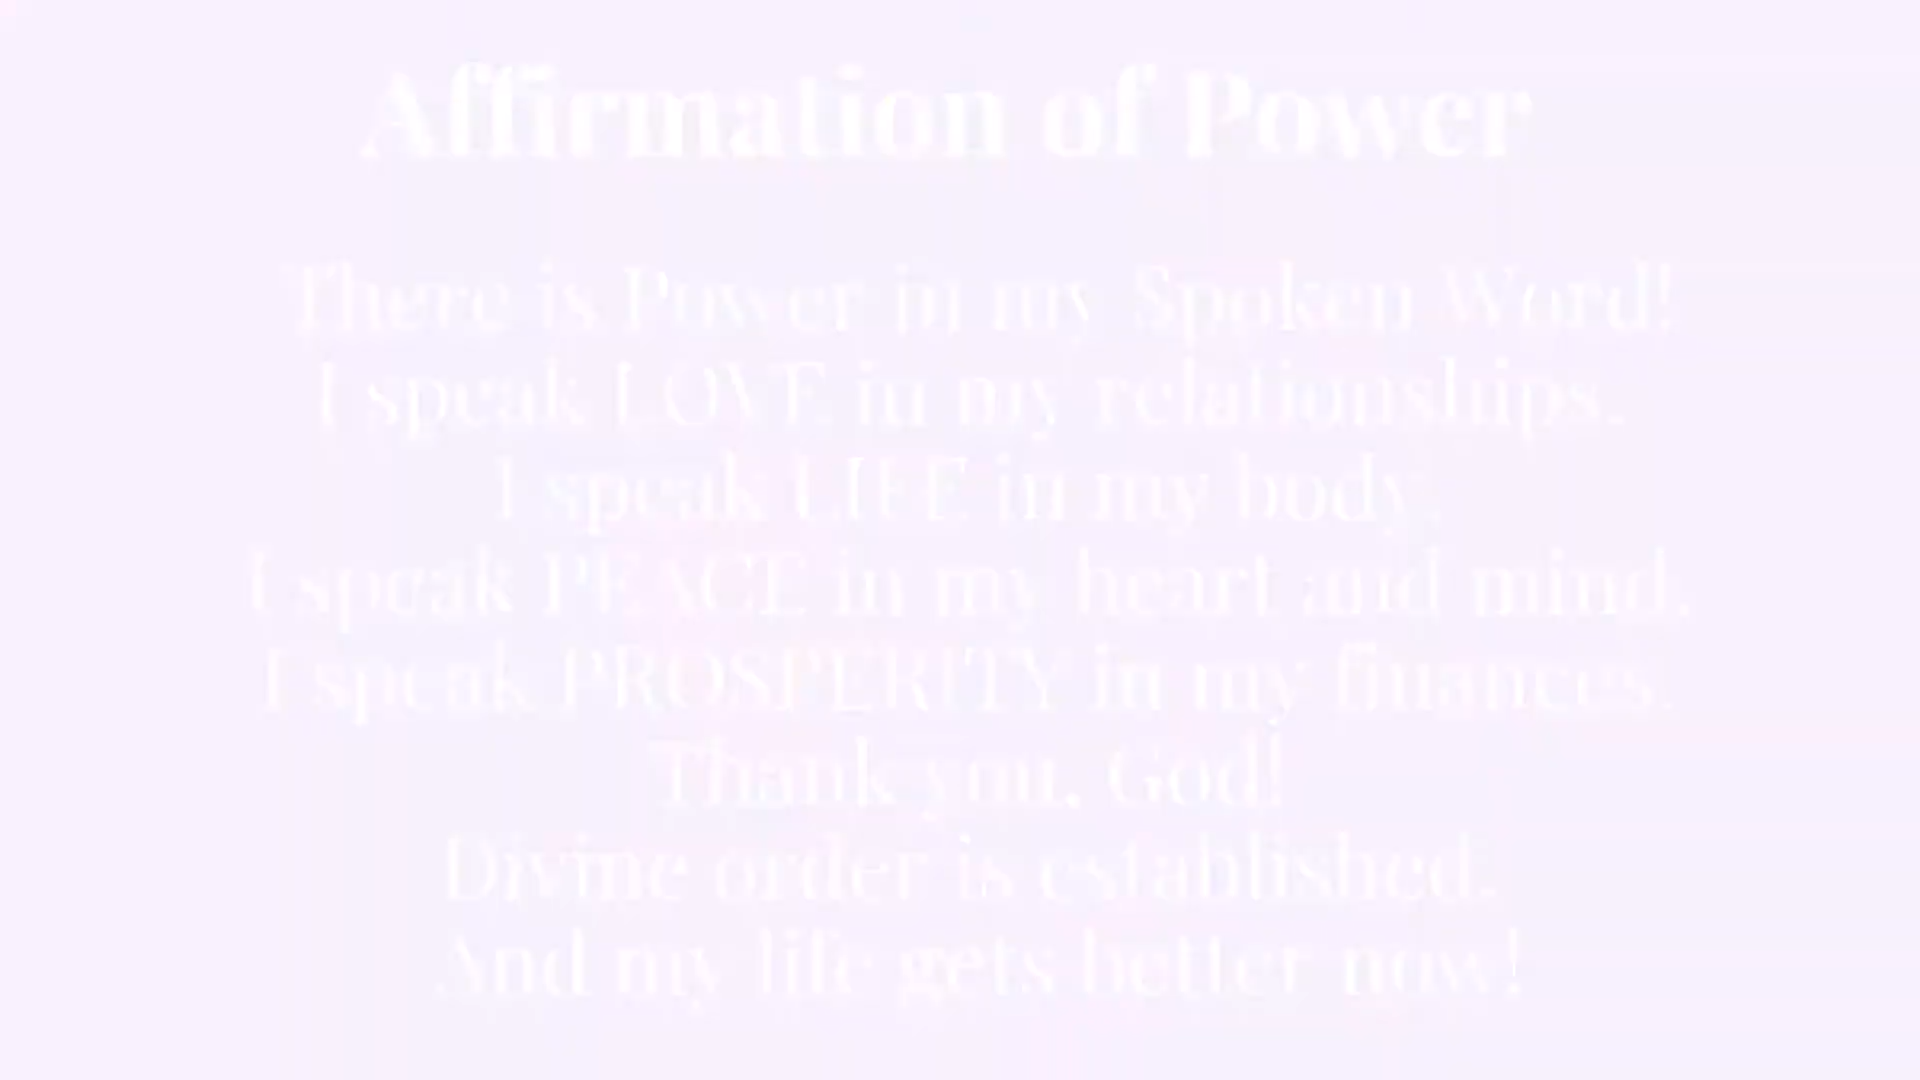 Affirmation of Power
There is Power in my Spoken Word!
I speak LOVE in my relationships.
I speak LIFE in my body.
I speak PEACE in my heart and mind.
I speak PROSPERITY in my finances.
Thank you, God!
Divine order is established.
And my life gets better now!